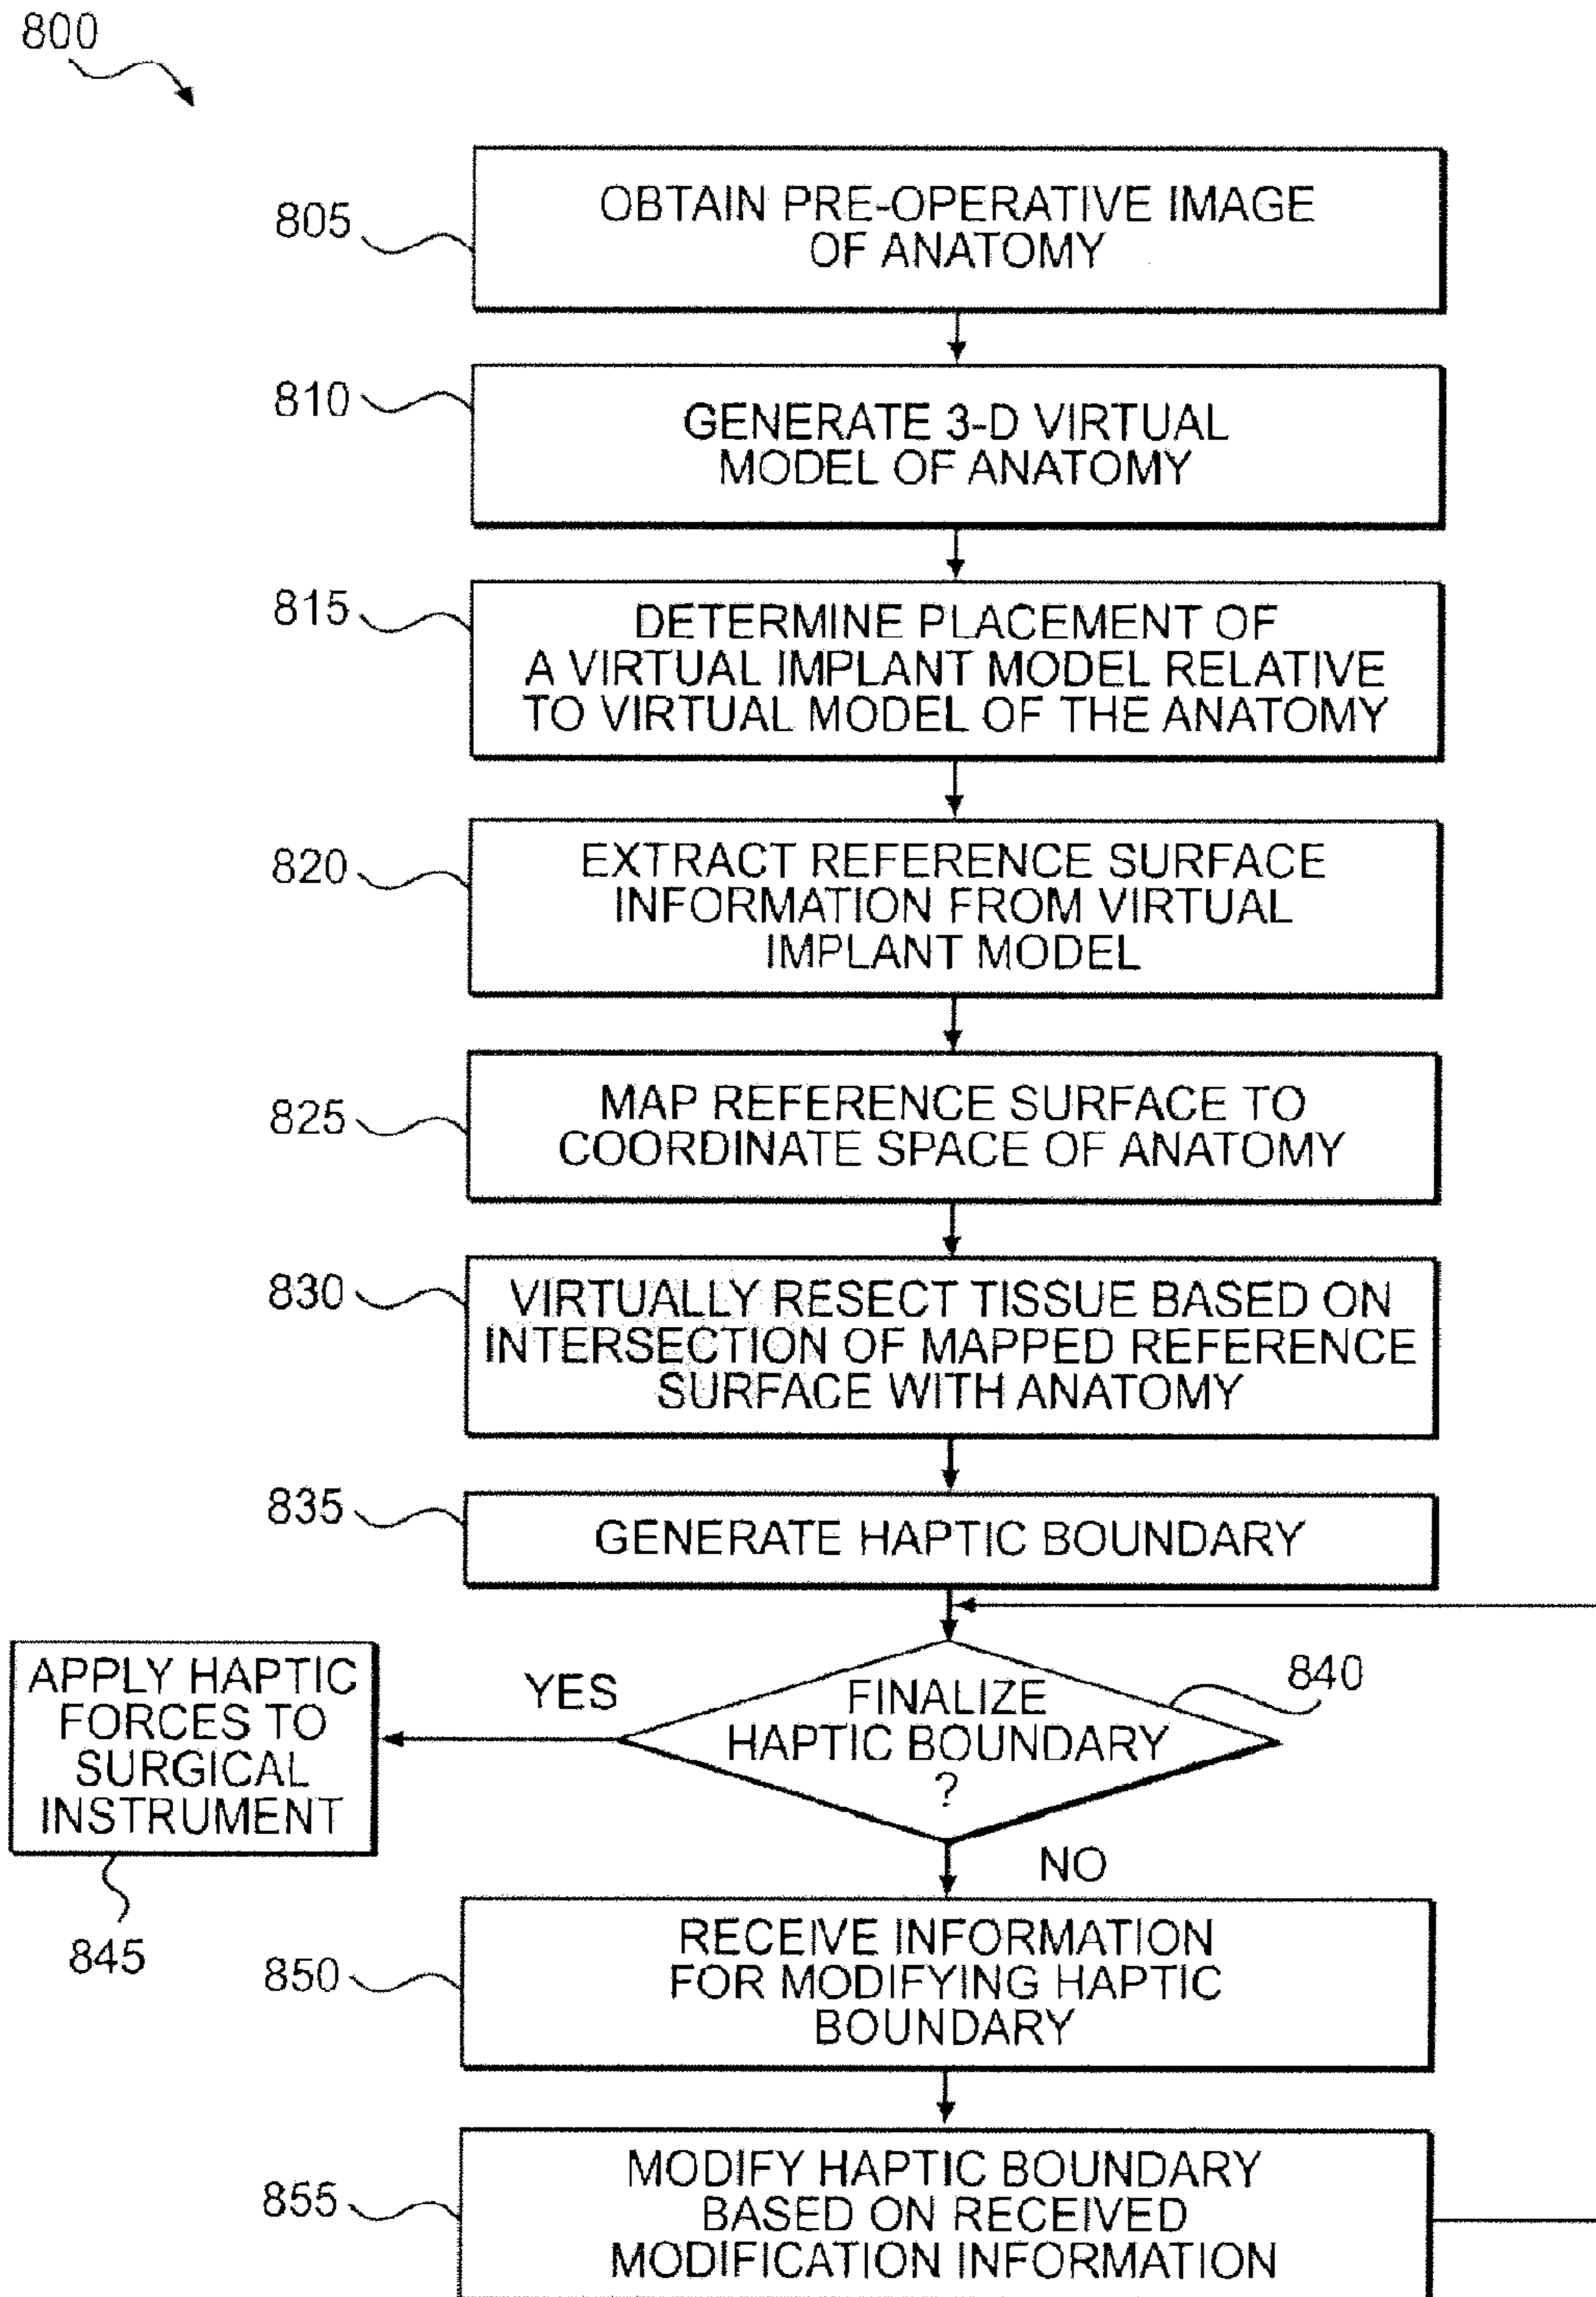 800
805
OBTAIN PRE-OPERATIVE IMAGE
OF ANATOMY
810
GENERATE 3-D VIRTUAL
MODEL OF ANATOMY
815
DETERMINE PLACEMENT OF
A VIRTUAL IMPLANT MODEL RELATIVE
TO VIRTUAL MODEL OF THE ANATOMY
820
EXTRACT REFERENCE SURFACE
INFORMATION FROM VIRTUAL
IMPLANT MODEL
825
MAP REFERENCE SURFACE TO
COORDINATE SPACE OF ANATOMY
830
VIRTUALLY RESECT TISSUE BASED ON
INTERSECTION OF MAPPED REFERENCE
SURFACE WITH ANATOMY
835
GENERATE HAPTIC BOUNDARY
840
FINALIZE
HAPTIC BOUNDARY
?
YES
APPLY HAPTIC
FORCES TO
SURGICAL
INSTRUMENT
845
NO
850
RECEIVE INFORMATION
FOR MODIFYING HAPTIC
BOUNDARY
855
MODIFY HAPTIC BOUNDARY
BASED ON RECEIVED
MODIFICATION INFORMATION